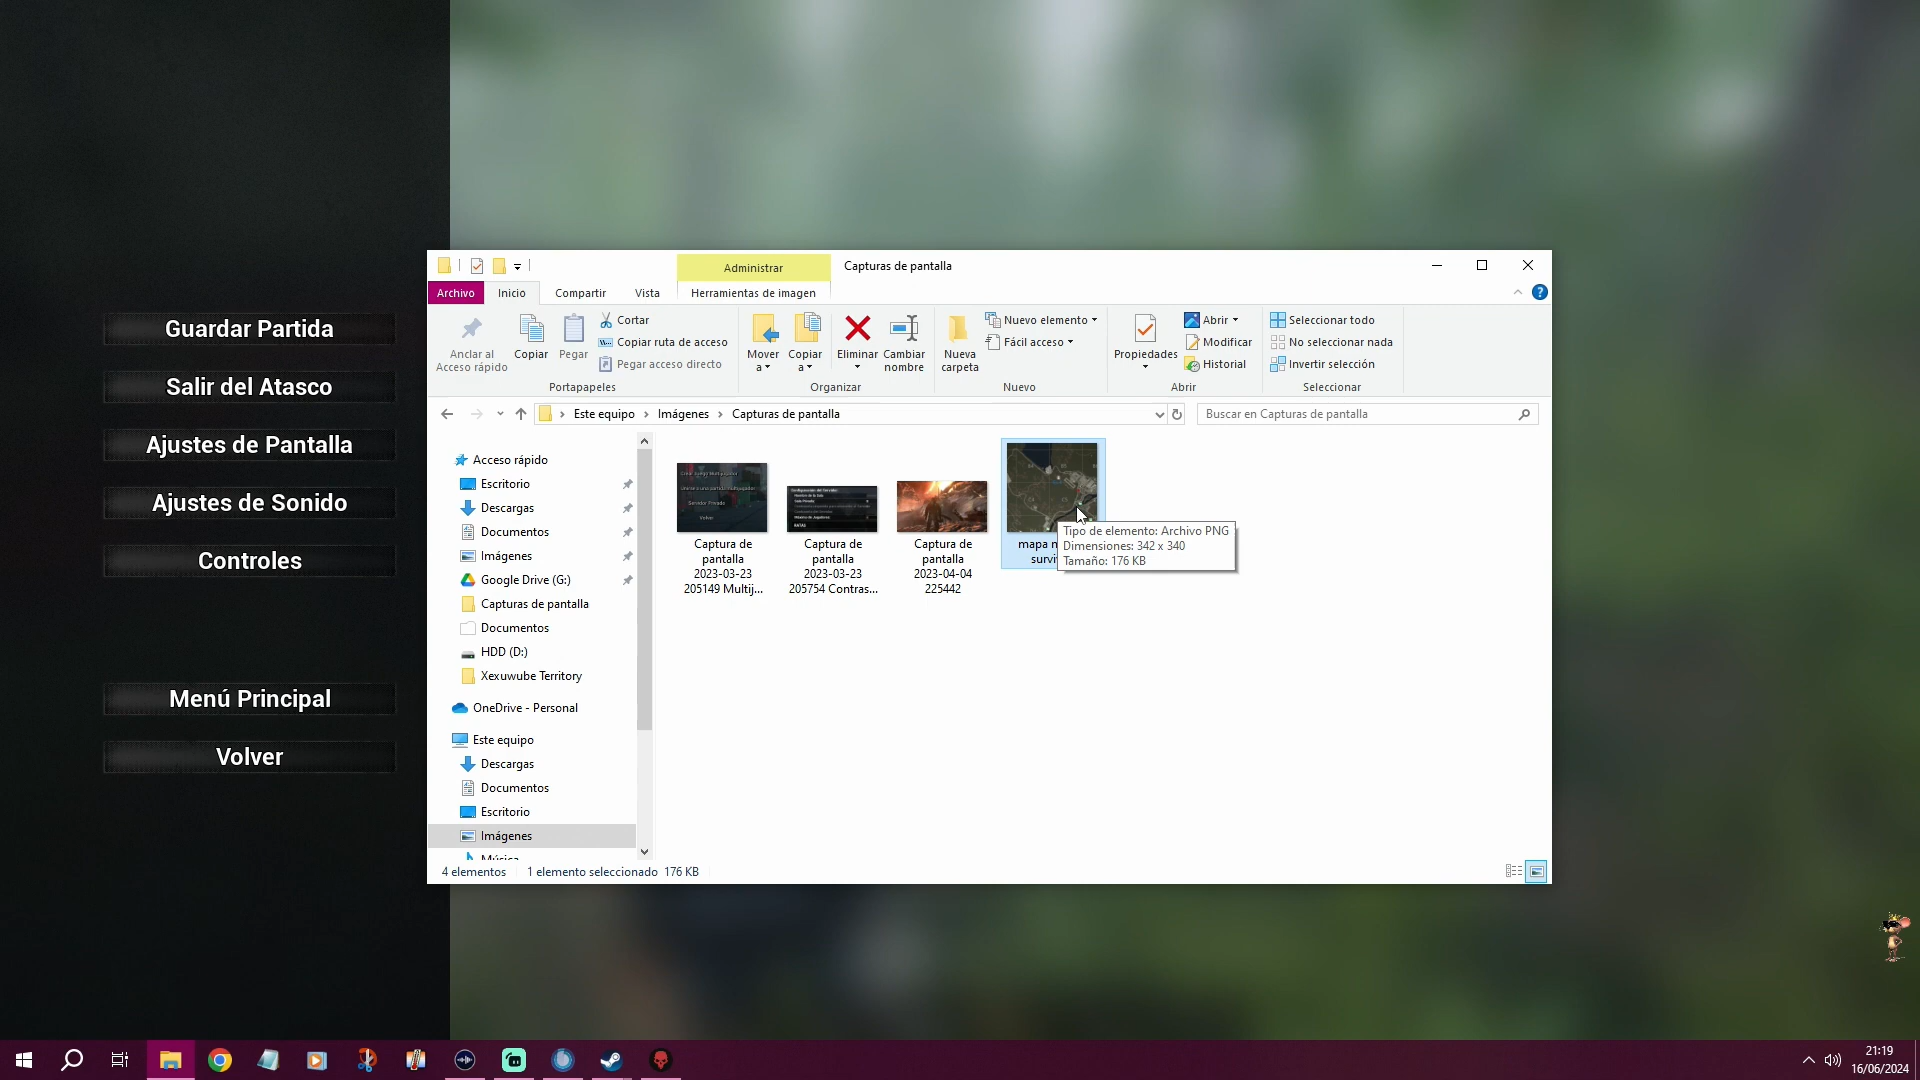 Guardar Partida
Salir del Atasco
Ajustes de Pantalla
Ajustes de Sonido
Controles
Menú Principal
Volver
Administrar
Capturas de pantalla
Archivo
Inicio
Compartir
Vista
Herramientas de imagen
Anclar al
Acceso rápido
Copiar
Pegar
Cortar
Copiar ruta de acceso
Pegar acceso directo
Portapapeles
Mover
a
Copiar
a
Eliminar
Cambiar
nombre
Organizar
Nueva
carpeta
Nuevo elemento
Fácil acceso
Nuevo
Propiedades
Abrir
Modificar
Historial
Abrir
Seleccionar todo
No seleccionar nada
Invertir selección
Seleccionar
Este equipo > Imágenes > Capturas de pantalla
Buscar en Capturas de pantalla
Acceso rápido
Escritorio
Descargas
Documentos
Imágenes
Google Drive (G:)
Capturas de pantalla
Documentos
HDD (D:)
Xexuwube Territory
OneDrive - Personal
Este equipo
Descargas
Documentos
Escritorio
Imágenes
Música
Captura de
pantalla
2023-03-23
205149 Multij...
Captura de
pantalla
2023-03-23
205754 Contras...
Captura de
pantalla
2023-04-04
225442
mapa
Tipo de elemento: Archivo PNG
Dimensiones: 342 x 340
Tamaño: 176 KB
4 elementos
1 elemento seleccionado 176 KB
21:19
16/06/2024